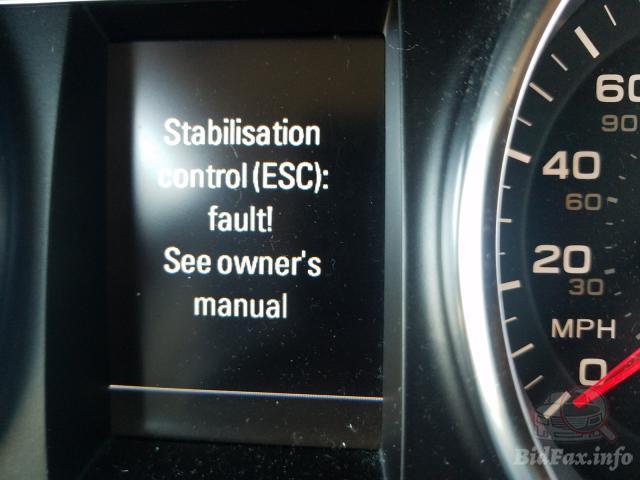 Stabilisation
control (ESC):
fault!
See owner's
manual
60
90
40
60
20
30
MPH
0
BidFax.info